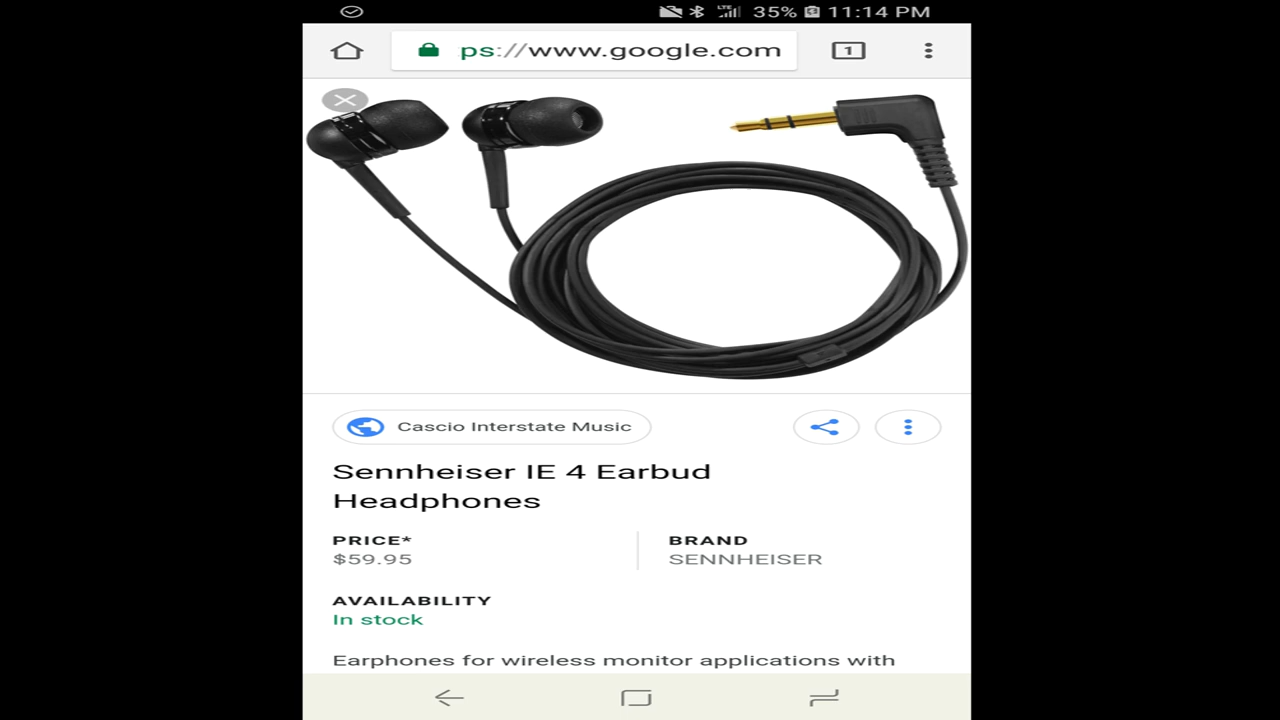 LTE 35% 11:14 PM
ps://www.google.com 1
Cascio Interstate Music
Sennheiser IE 4 Earbud
Headphones
PRICE* BRAND
$59.95 SENNHEISER
AVAILABILITY
In stock
Earphones for wireless monitor applications with